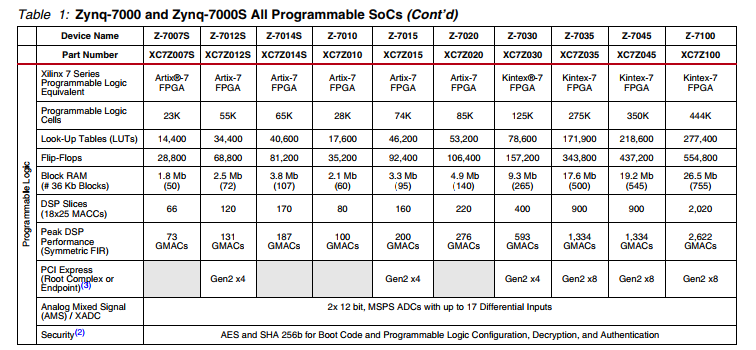 Table 1: Zynq-7000 and Zynq-7000S All Programmable SoCs (Cont'd)
Device Name Z-7007S Z-7012S Z-7014S Z-7010 Z-7015 Z-7020 Z-7030 Z-7035 Z-7045 Z-7100
Part Number XC7Z007S XC7Z012S XC7Z014S XC7Z010 XC7Z015 XC7Z020 XC7Z030 XC7Z035 XC7Z045 XC7Z100
Programmable Logic
Xilinx 7 Series Programmable Logic Equivalent Artix®-7 FPGA Artix-7 FPGA Artix-7 FPGA Artix-7 FPGA Artix-7 FPGA Artix-7 FPGA Kintex®-7 FPGA Kintex-7 FPGA Kintex-7 FPGA Kintex-7 FPGA
Programmable Logic Cells 23K 55K 65K 28K 74K 85K 125K 275K 350K 444K
Look-Up Tables (LUTs) 14,400 34,400 40,600 17,600 46,200 53,200 78,600 171,900 218,600 277,400
Flip-Flops 28,800 68,800 81,200 35,200 92,400 106,400 157,200 343,800 437,200 554,800
Block RAM (# 36 Kb Blocks) 1.8 Mb (50) 2.5 Mb (72) 3.8 Mb (107) 2.1 Mb (60) 3.3 Mb (95) 4.9 Mb (140) 9.3 Mb (265) 17.6 Mb (500) 19.2 Mb (545) 26.5 Mb (755)
DSP Slices (18x25 MACCs) 66 120 170 80 160 220 400 900 900 2,020
Peak DSP Performance (Symmetric FIR) 73 GMACs 131 GMACs 187 GMACs 100 GMACs 200 GMACs 276 GMACs 593 GMACs 1,334 GMACs 1,334 GMACs 2,622 GMACs
PCI Express (Root Complex or Endpoint)(3) Gen2 x4 Gen2 x4 Gen2 x4 Gen2 x8 Gen2 x8 Gen2 x8
Analog Mixed Signal (AMS) / XADC 2x 12 bit, MSPS ADCs with up to 17 Differential Inputs
Security(2) AES and SHA 256b for Boot Code and Programmable Logic Configuration, Decryption, and Authentication